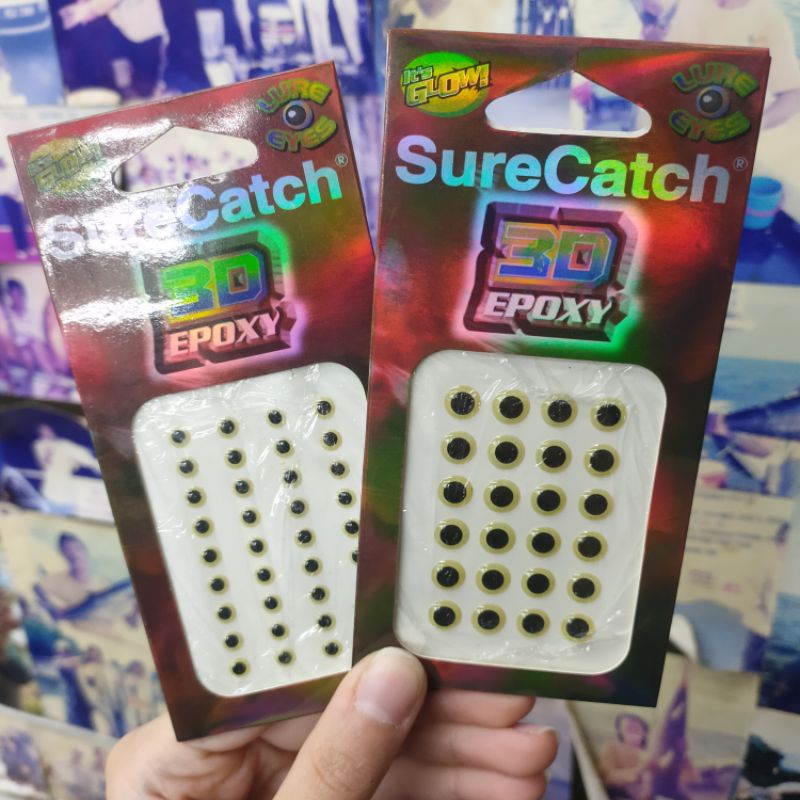 It's
GLOW!
LURE
EYES
SureCatch®
3D
EPOXY
It's
GLOW!
LURE
EYES
SureCatch®
3D
EPOXY